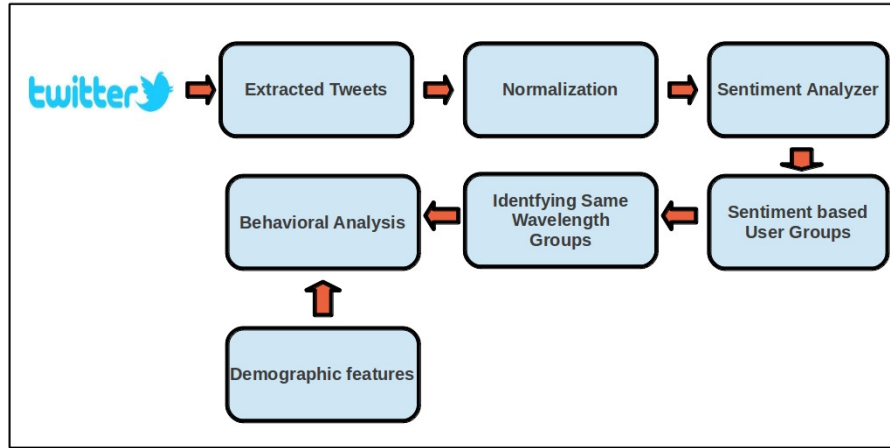 twitter
Extracted Tweets
Normalization
Sentiment Analyzer
Sentiment based
User Groups
Identfying Same
Wavelength
Groups
Behavioral Analysis
Demographic features